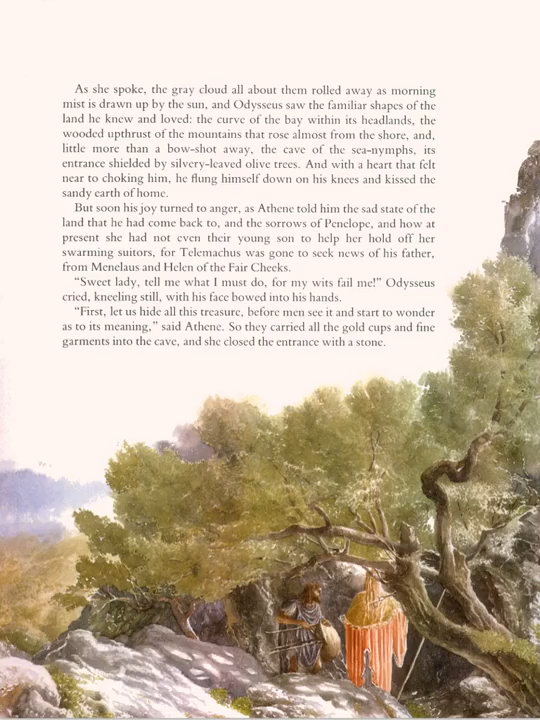 As she spoke, the gray cloud all about them rolled away as morning
mist is drawn up by the sun, and Odysseus saw the familiar shapes of the
land he knew and loved: the curve of the bay within its headlands, the
wooded upthrust of the mountains that rose almost from the shore, and,
little more than a bow-shot away, the cave of the sea-nymphs, its
entrance shielded by silvery-leaved olive trees. And with a heart that felt
near to choking him, he flung himself down on his knees and kissed the
sandy earth of home.
But soon his joy turned to anger, as Athene told him the sad state of the
land that he had come back to, and the sorrows of Penelope, and how at
present she had not even their young son to help her hold off her
swarming suitors, for Telemachus was gone to seek news of his father,
from Menelaus and Helen of the Fair Cheeks.
“Sweet lady, tell me what I must do, for my wits fail me!” Odysseus
cried, kneeling still, with his face bowed into his hands.
“First, let us hide all this treasure, before men see it and start to wonder
as to its meaning,” said Athene. So they carried all the gold cups and fine
garments into the cave, and she closed the entrance with a stone.